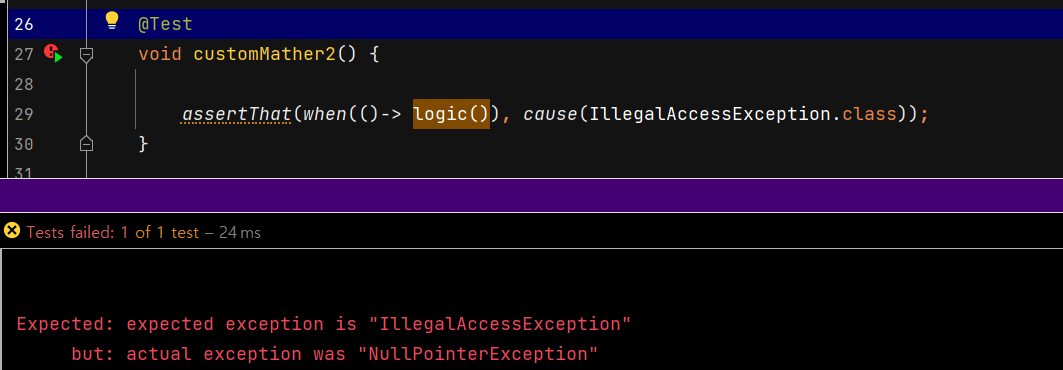 26 @Test
27 void customMather2() {
28
29 assertThat(when(()-> logic()), cause(IllegalAccessException.class));
30 }
31
Tests failed: 1 of 1 test – 24 ms
Expected: expected exception is "IllegalAccessException"
but: actual exception was "NullPointerException"